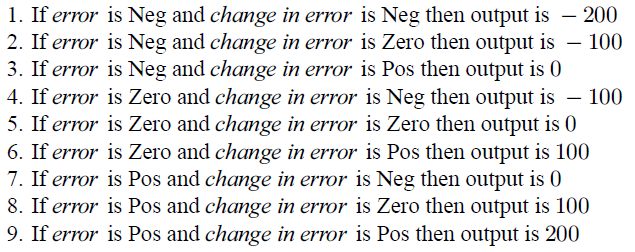 1. If error is Neg and change in error is Neg then output is − 200
2. If error is Neg and change in error is Zero then output is − 100
3. If error is Neg and change in error is Pos then output is 0
4. If error is Zero and change in error is Neg then output is − 100
5. If error is Zero and change in error is Zero then output is 0
6. If error is Zero and change in error is Pos then output is 100
7. If error is Pos and change in error is Neg then output is 0
8. If error is Pos and change in error is Zero then output is 100
9. If error is Pos and change in error is Pos then output is 200